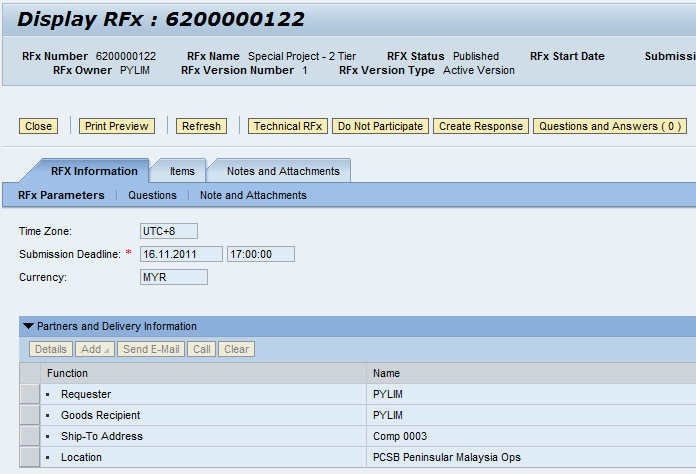 Display RFx : 6200000122
RFx Number 6200000122 RFx Name Special Project - 2 Tier RFX Status Published RFx Start Date Submissi
RFx Owner PYLIM RFx Version Number 1 RFx Version Type Active Version
Close Print Preview Refresh Technical RFx Do Not Participate Create Response Questions and Answers ( 0 )
RFX Information Items Notes and Attachments
RFx Parameters Questions Note and Attachments
Time Zone: UTC+8
Submission Deadline: * 16.11.2011 17:00:00
Currency: MYR
Partners and Delivery Information
Details Add Send E-Mail Call Clear
Function Name
Requester PYLIM
Goods Recipient PYLIM
Ship-To Address Comp 0003
Location PCSB Peninsular Malaysia Ops